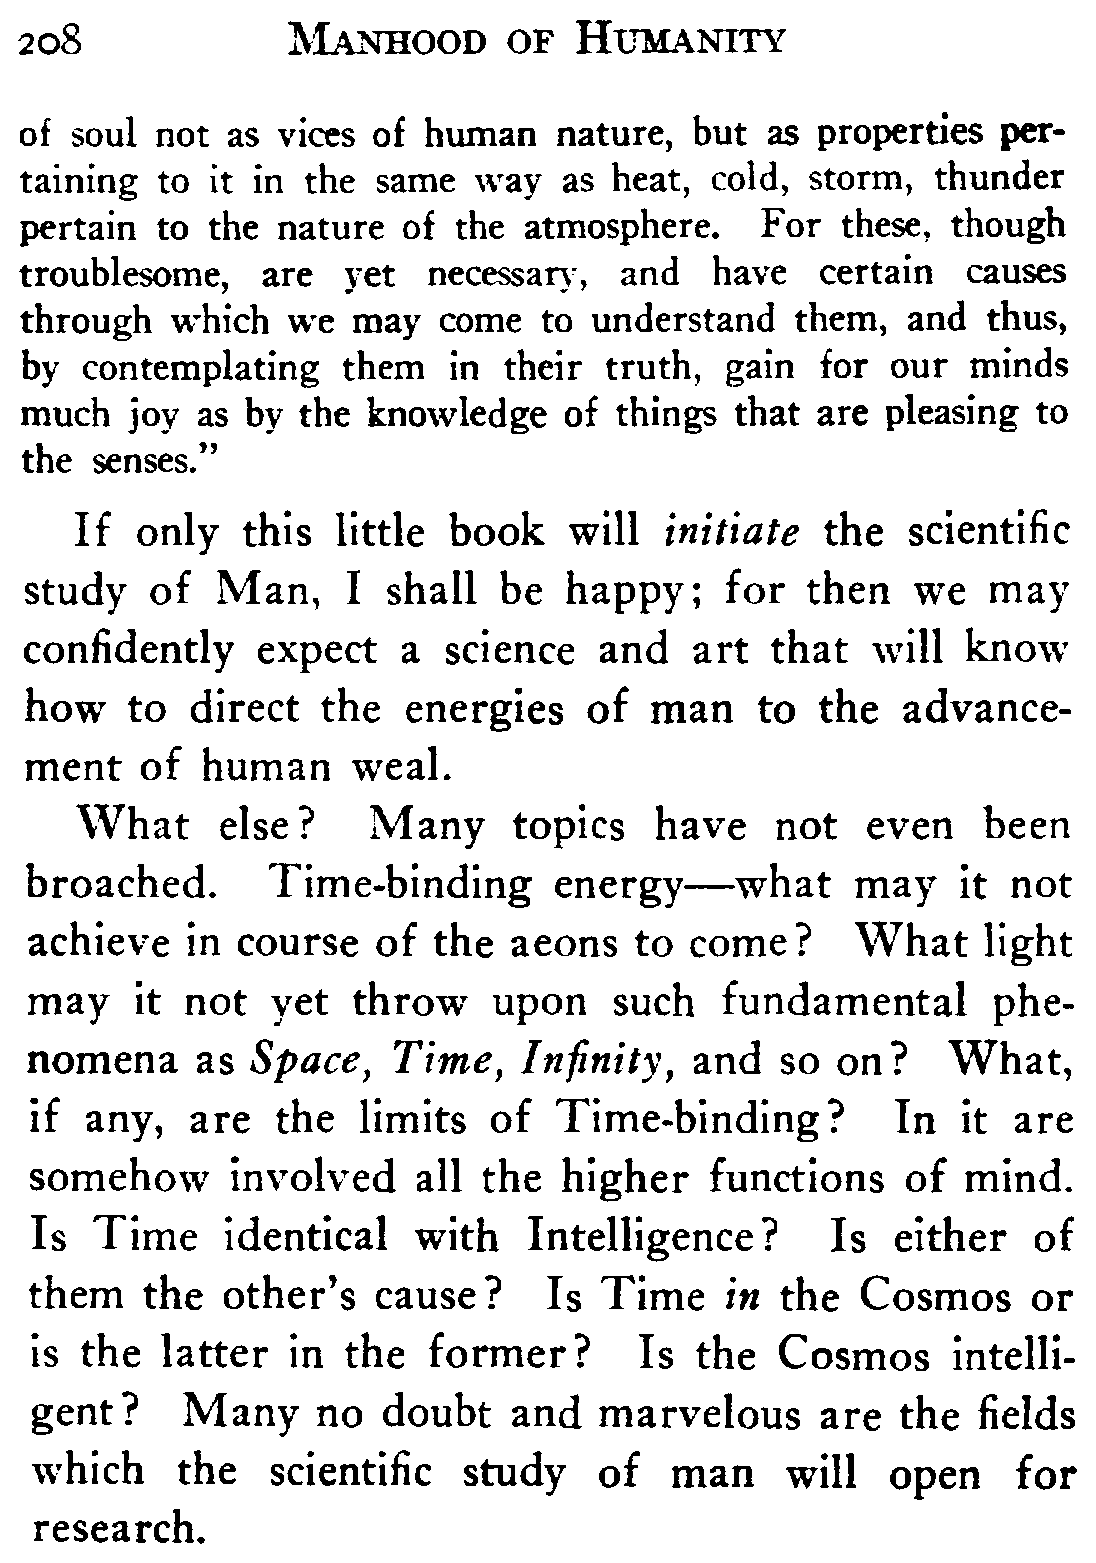 208 MANHOOD OF HUMANITY
of soul not as vices of human nature, but as properties per-
taining to it in the same way as heat, cold, storm, thunder
pertain to the nature of the atmosphere. For these, though
troublesome, are yet necessary, and have certain causes
through which we may come to understand them, and thus,
by contemplating them in their truth, gain for our minds
much joy as by the knowledge of things that are pleasing to
the senses."
If only this little book will initiate the scientific
study of Man, I shall be happy; for then we may
confidently expect a science and art that will know
how to direct the energies of man to the advance-
ment of human weal.
What else? Many topics have not even been
broached. Time-binding energy—what may it not
achieve in course of the aeons to come? What light
may it not yet throw upon such fundamental phe-
nomena as Space, Time, Infinity, and so on? What,
if any, are the limits of Time-binding? In it are
somehow involved all the higher functions of mind.
Is Time identical with Intelligence? Is either of
them the other's cause? Is Time in the Cosmos or
is the latter in the former? Is the Cosmos intelli-
gent? Many no doubt and marvelous are the fields
which the scientific study of man will open for
research.